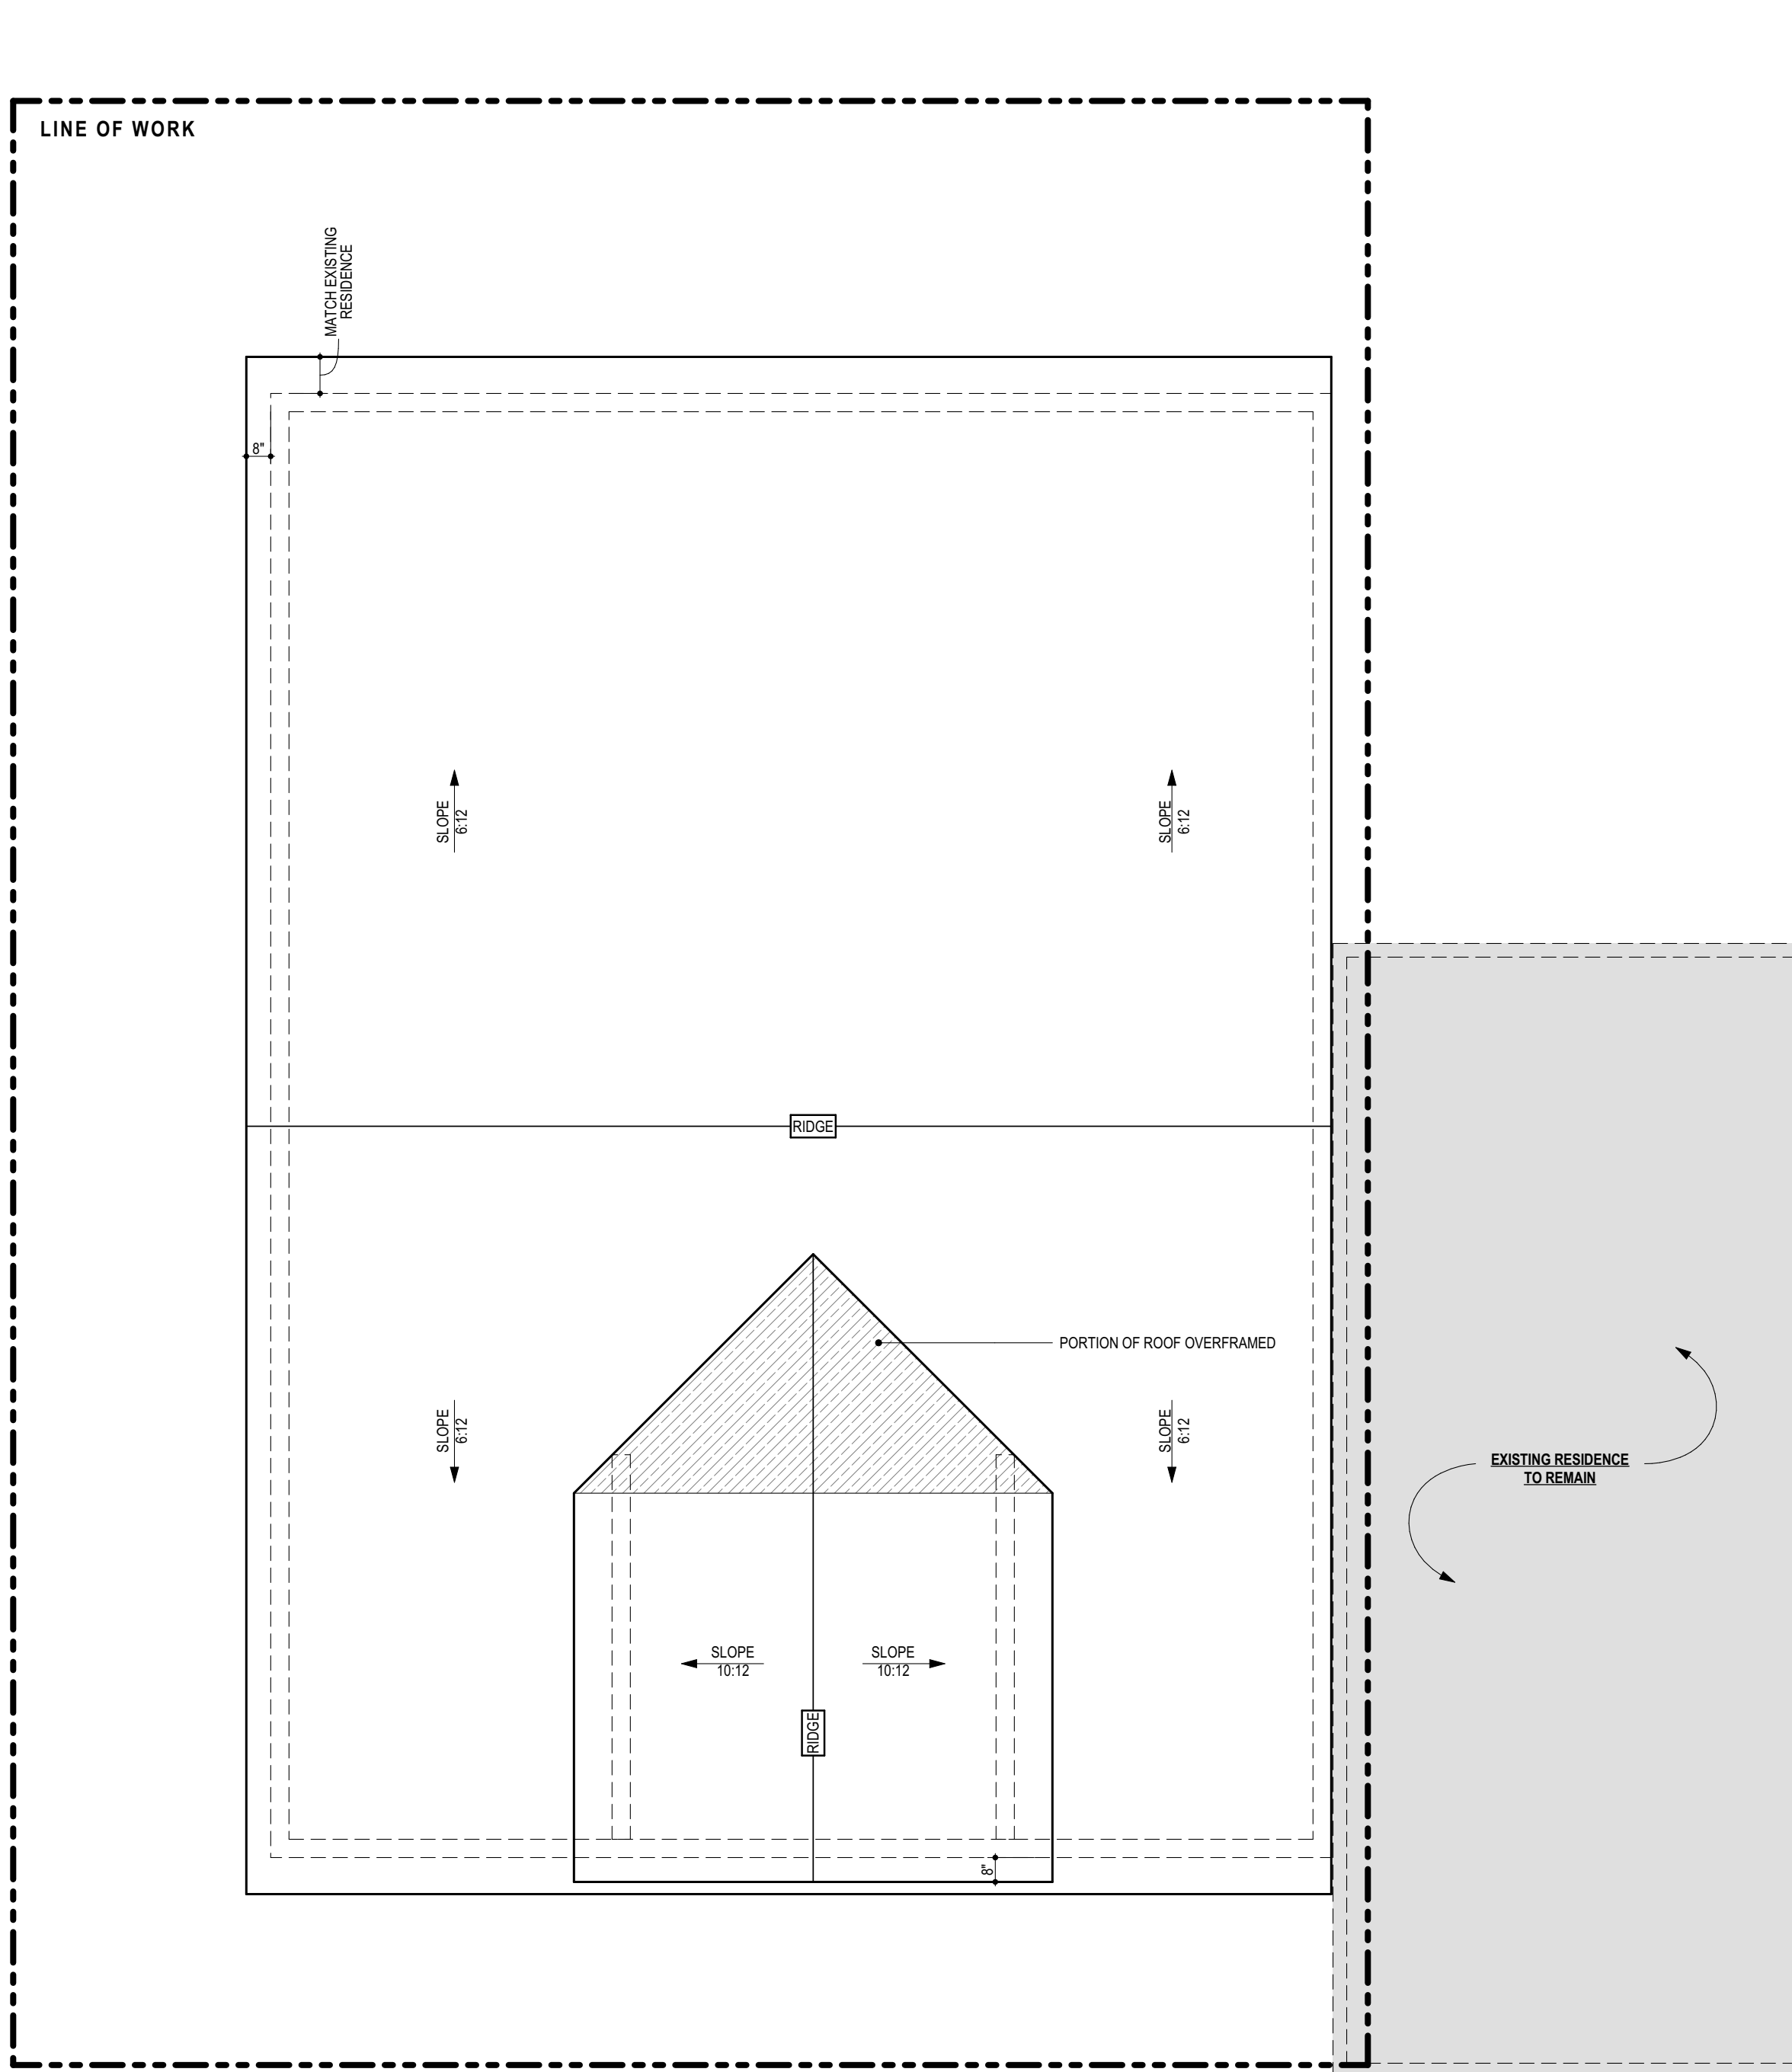 LINE OF WORK
MATCH EXISTING
RESIDENCE
8"
SLOPE
6:12
SLOPE
6:12
RIDGE
PORTION OF ROOF OVERFRAMED
SLOPE
6:12
SLOPE
6:12
EXISTING RESIDENCE
TO REMAIN
SLOPE
10:12
SLOPE
10:12
RIDGE
8"